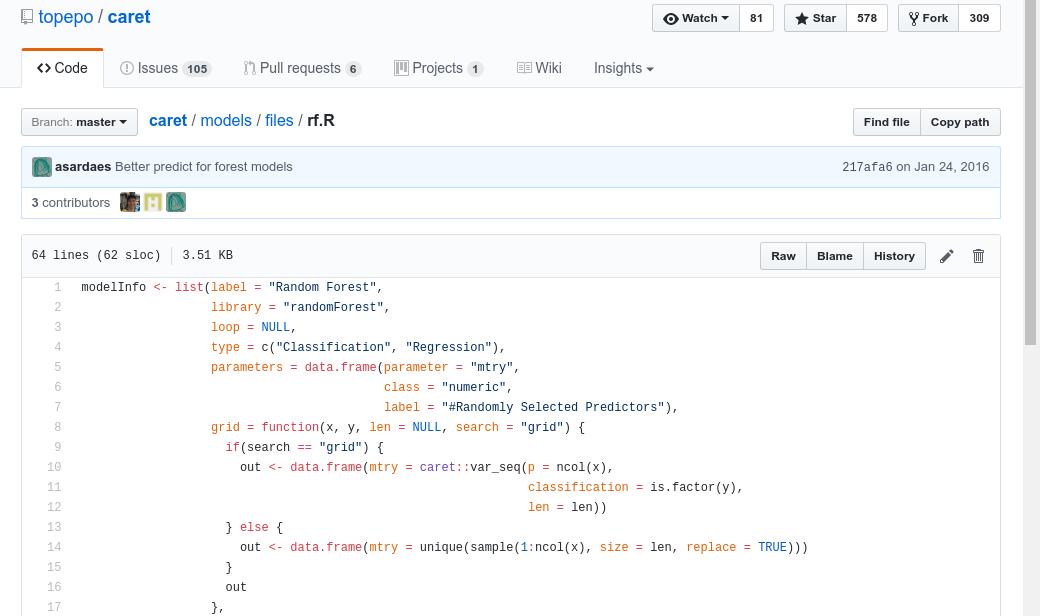 topepo / caret
Watch 81 Star 578 Fork 309
Code Issues 105 Pull requests 6 Projects 1 Wiki Insights
Branch: master caret / models / files / rf.R Find file Copy path
asardaes Better predict for forest models 217afa6 on Jan 24, 2016
3 contributors
64 lines (62 sloc) 3.51 KB Raw Blame History
1 modelInfo <- list(label = "Random Forest",
2 library = "randomForest",
3 loop = NULL,
4 type = c("Classification", "Regression"),
5 parameters = data.frame(parameter = "mtry",
6 class = "numeric",
7 label = "#Randomly Selected Predictors"),
8 grid = function(x, y, len = NULL, search = "grid") {
9 if(search == "grid") {
10 out <- data.frame(mtry = caret::var_seq(p = ncol(x),
11 classification = is.factor(y),
12 len = len))
13 } else {
14 out <- data.frame(mtry = unique(sample(1:ncol(x), size = len, replace = TRUE)))
15 }
16 out
17 },